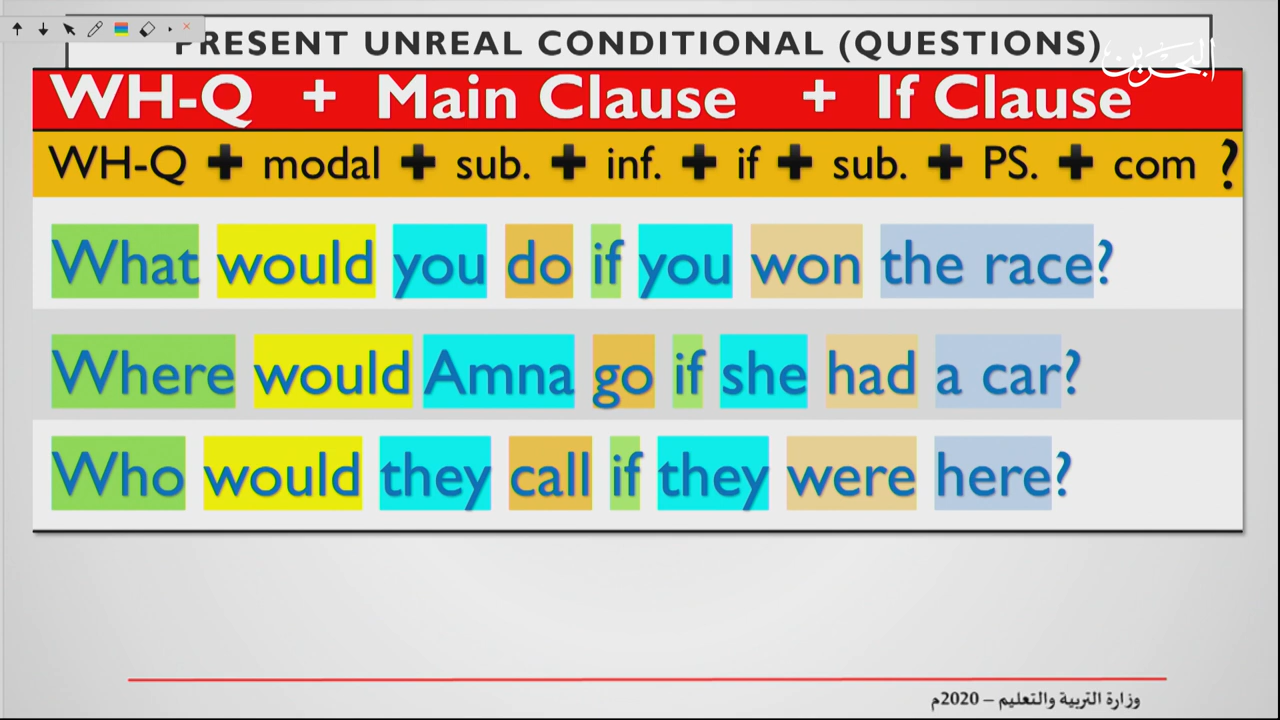 PRESENT UNREAL CONDITIONAL (QUESTIONS)
البحرين
WH-Q + Main Clause + If Clause
WH-Q + modal + sub. + inf. + if + sub. + PS. + com ?
What would you do if you won the race?
Where would Amna go if she had a car?
Who would they call if they were here?
وزارة التربية والتعليم – 2020م